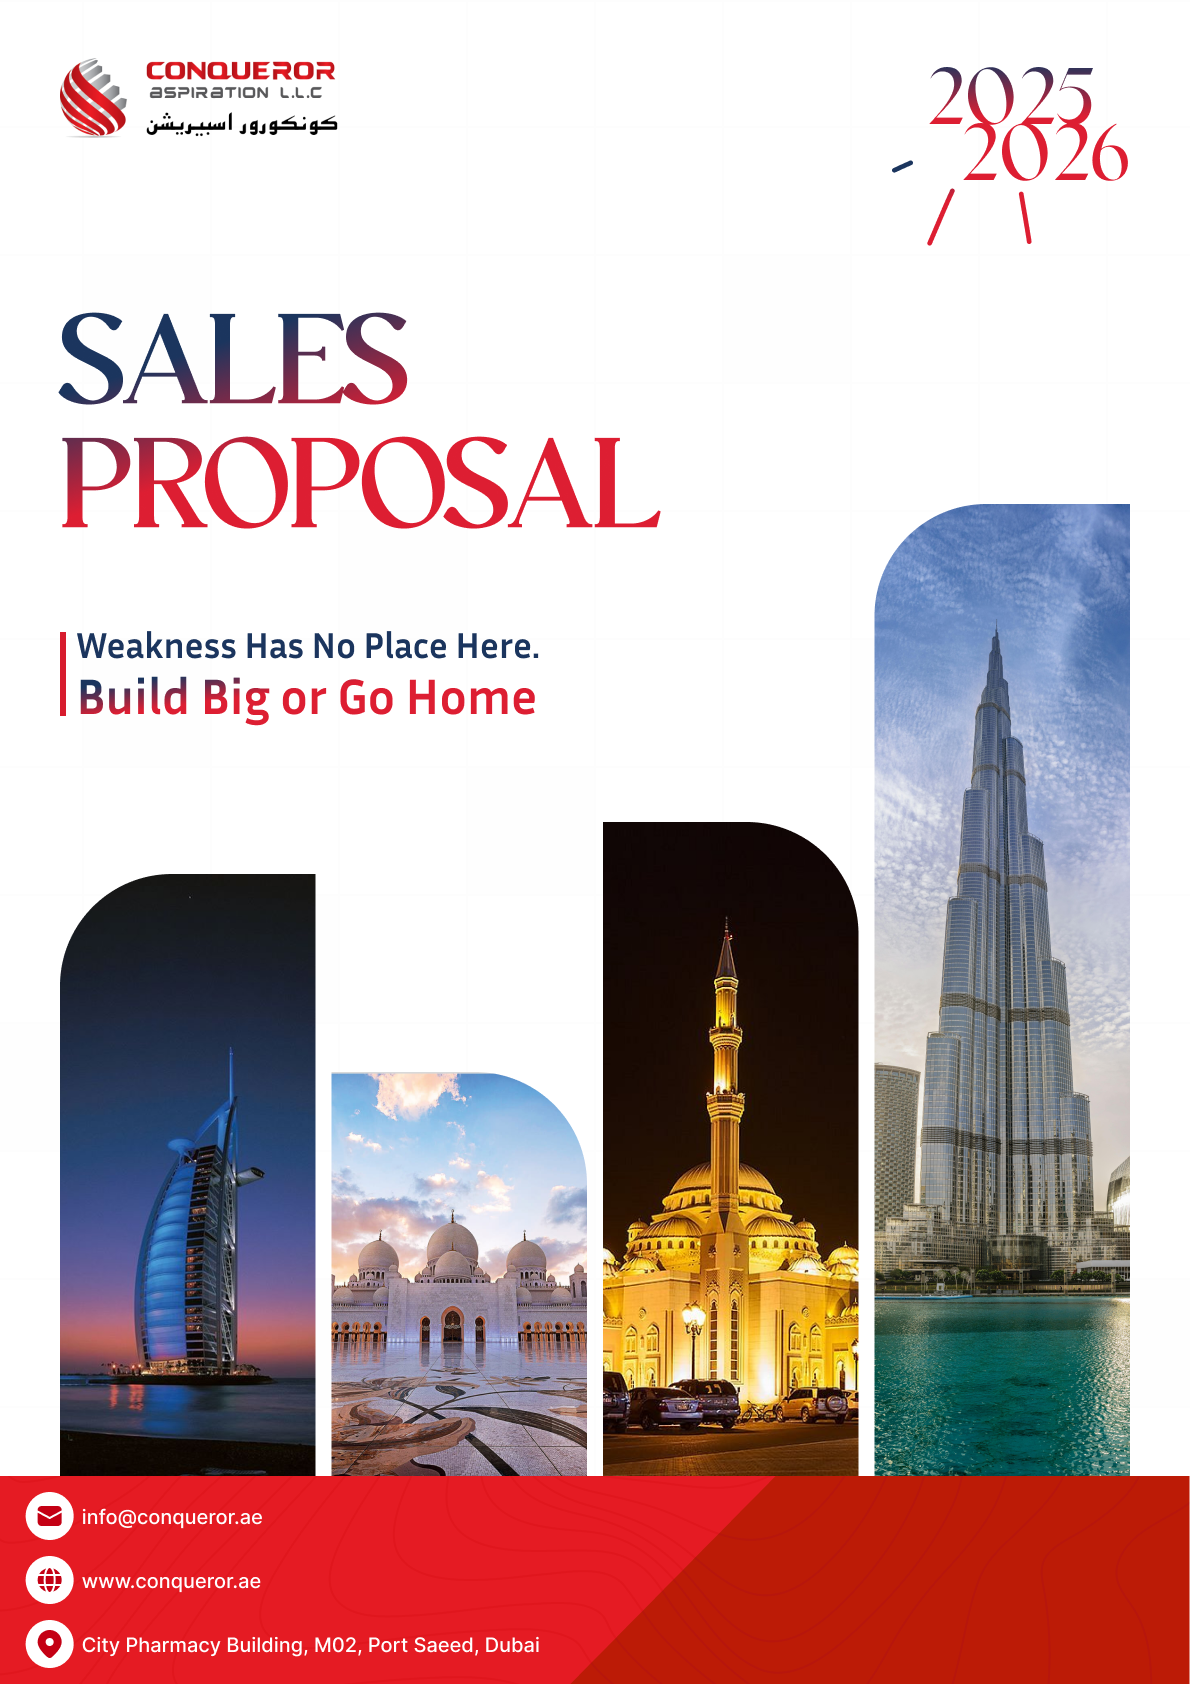 CONQUEROR
ASPIRATION L.L.C
كونكورور اسبيريشن
2025
2026
SALES
PROPOSAL
Weakness Has No Place Here.
Build Big or Go Home
info@conqueror.ae
www.conqueror.ae
City Pharmacy Building, M02, Port Saeed, Dubai